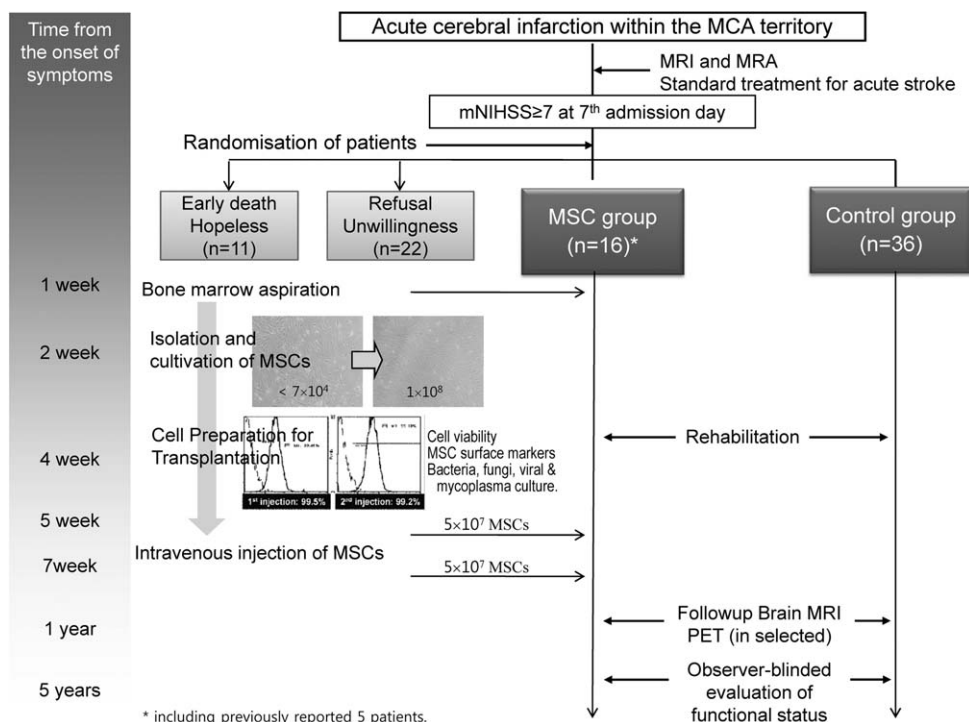 Time from
the onset of
symptoms
Acute cerebral infarction within the MCA territory
MRI and MRA
Standard treatment for acute stroke
mNIHSS≥7 at 7th admission day
Randomisation of patients
Early death
Hopeless
(n=11)
Refusal
Unwillingness
(n=22)
MSC group
(n=16)*
Control group
(n=36)
1 week
Bone marrow aspiration
2 week
Isolation and
cultivation of MSCs
< 7×10⁴
1×10⁸
Cell Preparation for
Transplantation
Cell viability
MSC surface markers
Bacteria, fungi, viral &
mycoplasma culture.
1st injection: 99.5%
2nd injection: 99.2%
Rehabilitation
4 week
5 week
5×10⁷ MSCs
Intravenous injection of MSCs
7week
5×10⁷ MSCs
1 year
Followup Brain MRI
PET (in selected)
5 years
Observer-blinded
evaluation of
functional status
* including previously reported 5 patients.